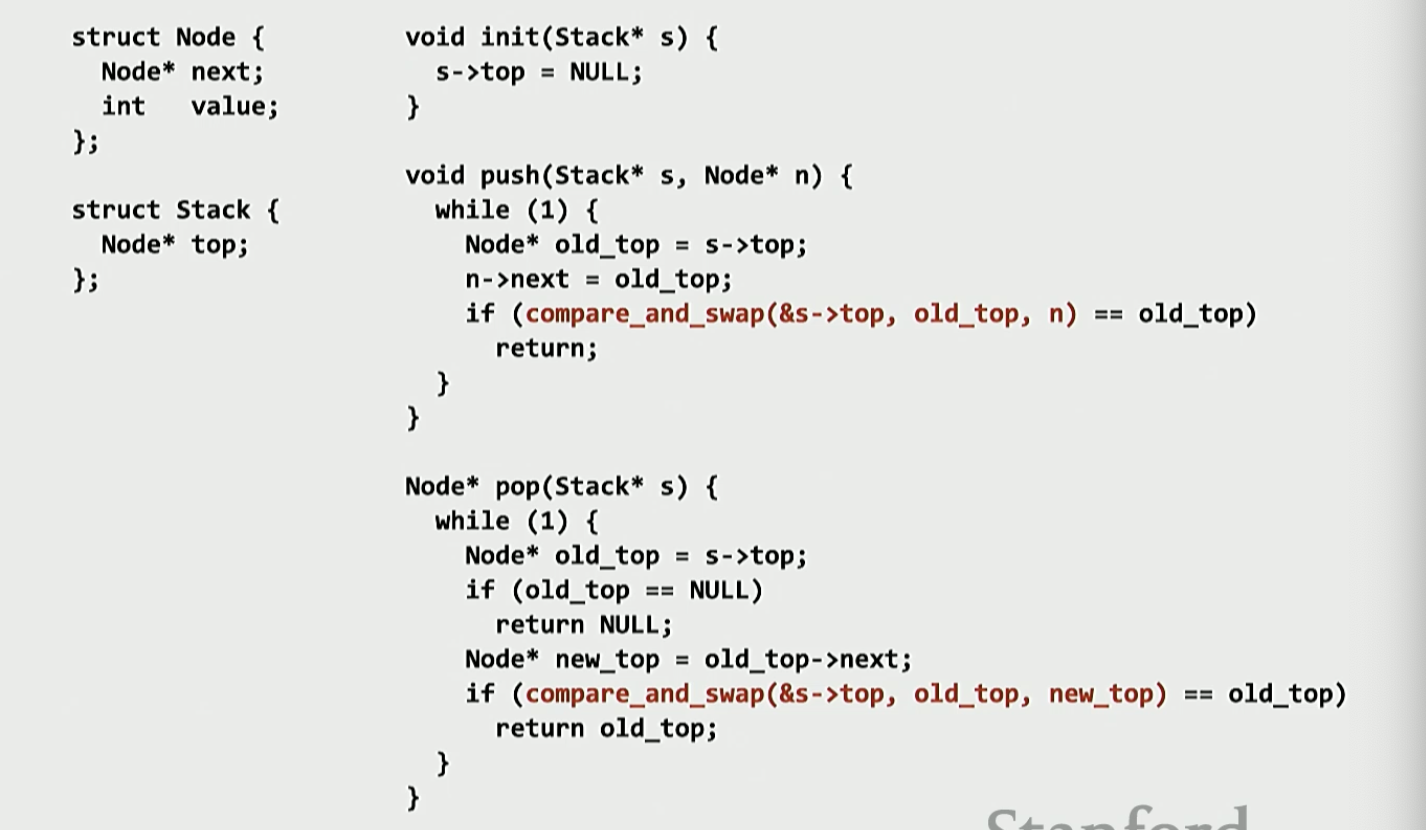 struct Node {
  Node* next;
  int   value;
};
struct Stack {
  Node* top;
};
void init(Stack* s) {
  s->top = NULL;
}
void push(Stack* s, Node* n) {
  while (1) {
    Node* old_top = s->top;
    n->next = old_top;
    if (compare_and_swap(&s->top, old_top, n) == old_top)
      return;
  }
}
Node* pop(Stack* s) {
  while (1) {
    Node* old_top = s->top;
    if (old_top == NULL)
      return NULL;
    Node* new_top = old_top->next;
    if (compare_and_swap(&s->top, old_top, new_top) == old_top)
      return old_top;
  }
}
Stanford